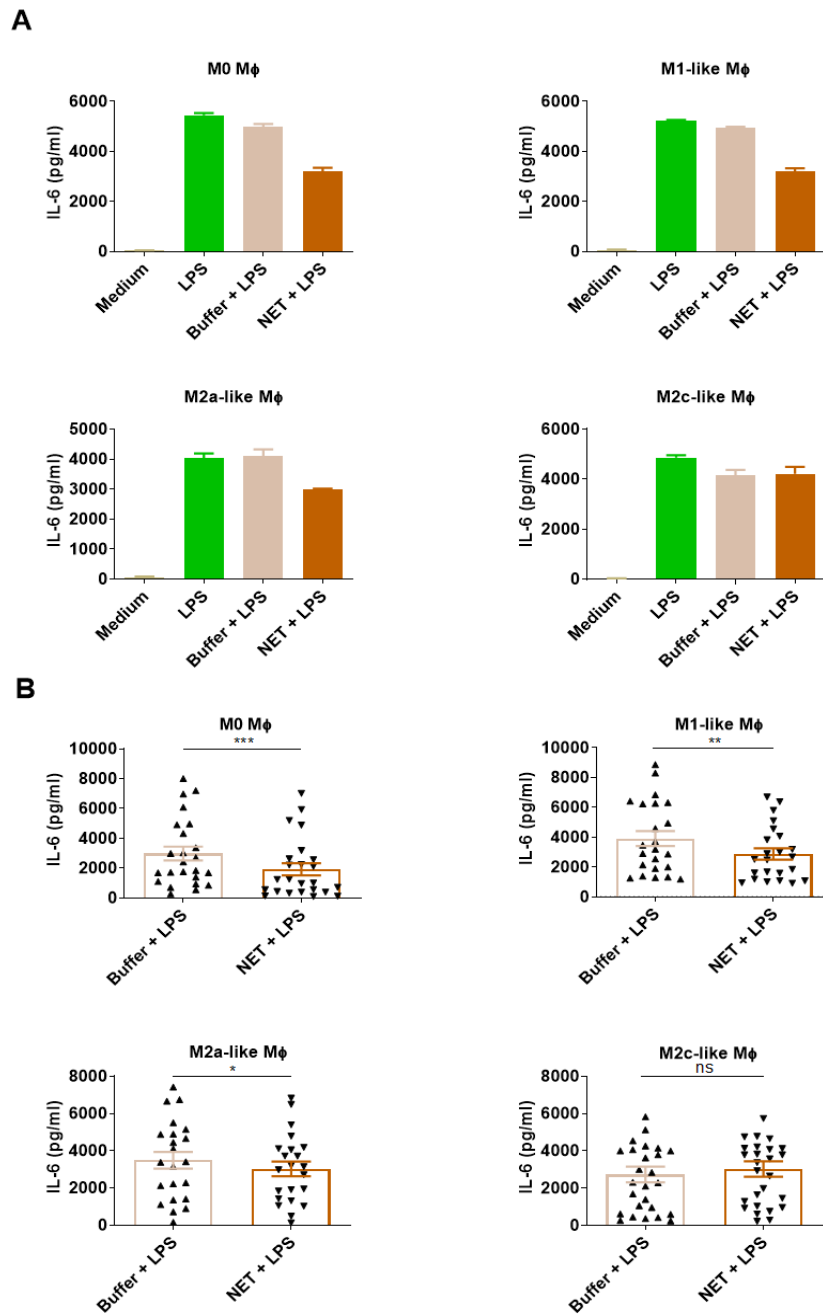 A
M0 Mϕ
IL-6 (pg/ml)
6000
4000
2000
0
Medium
LPS
Buffer + LPS
NET + LPS
M1-like Mϕ
IL-6 (pg/ml)
6000
4000
2000
0
Medium
LPS
Buffer + LPS
NET + LPS
M2a-like Mϕ
IL-6 (pg/ml)
5000
4000
3000
2000
1000
0
Medium
LPS
Buffer + LPS
NET + LPS
M2c-like Mϕ
IL-6 (pg/ml)
6000
4000
2000
0
Medium
LPS
Buffer + LPS
NET + LPS
B
M0 Mϕ
***
IL-6 (pg/ml)
10000
8000
6000
4000
2000
0
Buffer + LPS
NET + LPS
M1-like Mϕ
**
IL-6 (pg/ml)
10000
8000
6000
4000
2000
0
Buffer + LPS
NET + LPS
M2a-like Mϕ
*
IL-6 (pg/ml)
8000
6000
4000
2000
0
Buffer + LPS
NET + LPS
M2c-like Mϕ
ns
IL-6 (pg/ml)
8000
6000
4000
2000
0
Buffer + LPS
NET + LPS